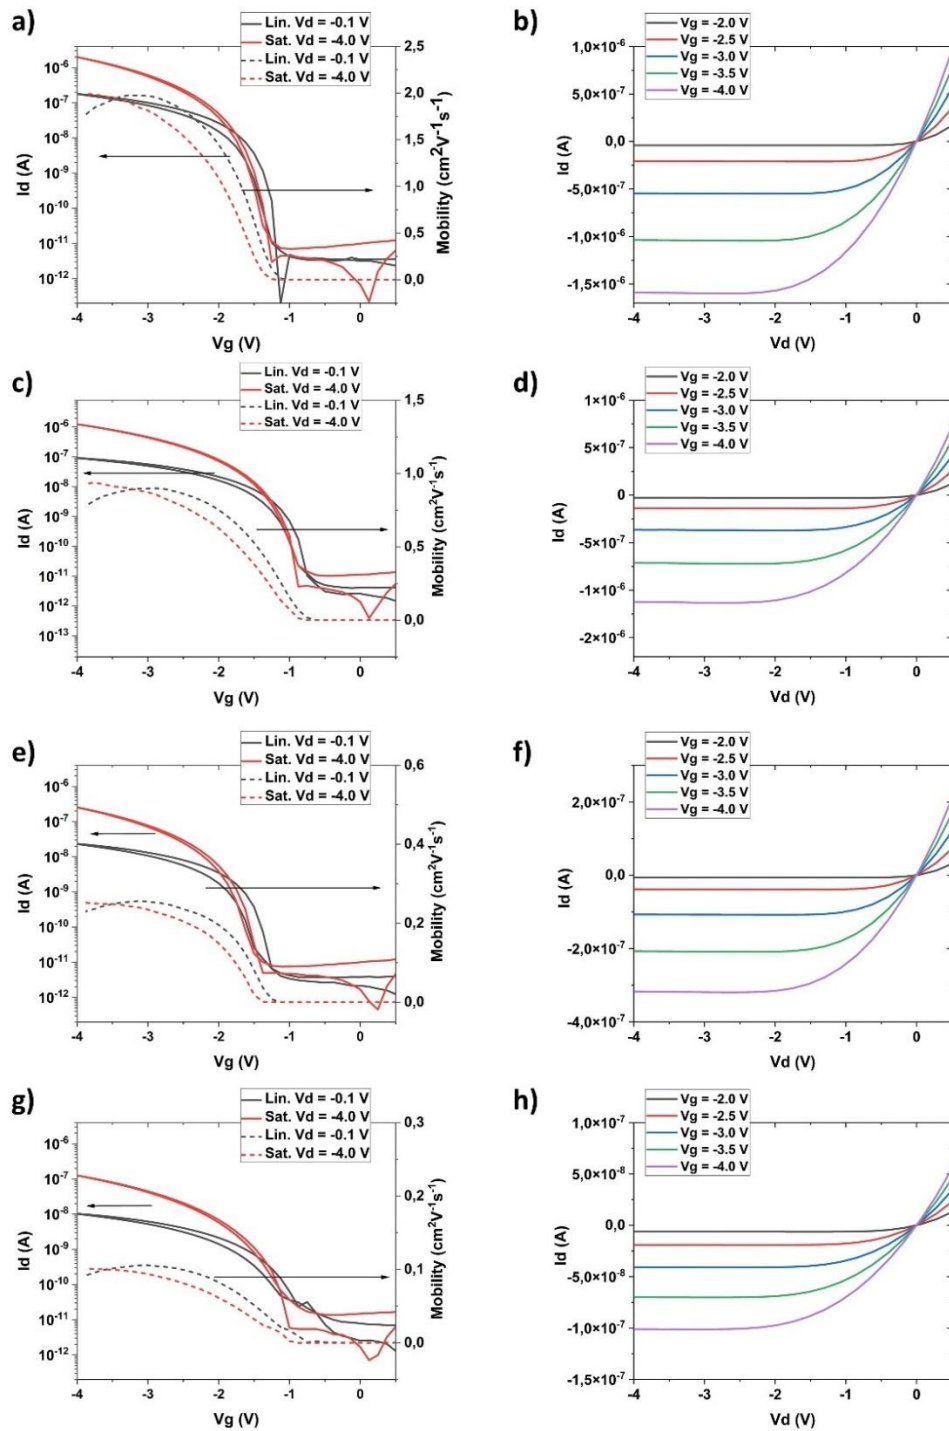 a)
Lin. Vd = -0.1 V
Sat. Vd = -4.0 V
Lin. Vd = -0.1 V
Sat. Vd = -4.0 V
10⁻⁶
10⁻⁷
10⁻⁸
10⁻⁹
10⁻¹⁰
10⁻¹¹
10⁻¹²
Id (A)
2,5
2,0
1,5
1,0
0,5
0,0
Mobility (cm²V⁻¹s⁻¹)
-4 -3 -2 -1 0
Vg (V)
b)
Vg = -2.0 V
Vg = -2.5 V
Vg = -3.0 V
Vg = -3.5 V
Vg = -4.0 V
1,0×10⁻⁶
5,0×10⁻⁷
0,0
-5,0×10⁻⁷
-1,0×10⁻⁶
-1,5×10⁻⁶
Id (A)
-4 -3 -2 -1 0
Vd (V)
c)
Lin. Vd = -0.1 V
Sat. Vd = -4.0 V
Lin. Vd = -0.1 V
Sat. Vd = -4.0 V
10⁻⁶
10⁻⁷
10⁻⁸
10⁻⁹
10⁻¹⁰
10⁻¹¹
10⁻¹²
10⁻¹³
Id (A)
1,5
1,0
0,5
0,0
Mobility (cm²V⁻¹s⁻¹)
-4 -3 -2 -1 0
Vg (V)
d)
Vg = -2.0 V
Vg = -2.5 V
Vg = -3.0 V
Vg = -3.5 V
Vg = -4.0 V
1×10⁻⁶
5×10⁻⁷
0
-5×10⁻⁷
-1×10⁻⁶
-2×10⁻⁶
Id (A)
-4 -3 -2 -1 0
Vd (V)
e)
Lin. Vd = -0.1 V
Sat. Vd = -4.0 V
Lin. Vd = -0.1 V
Sat. Vd = -4.0 V
10⁻⁶
10⁻⁷
10⁻⁸
10⁻⁹
10⁻¹⁰
10⁻¹¹
10⁻¹²
Id (A)
0,6
0,4
0,2
0,0
Mobility (cm²V⁻¹s⁻¹)
-4 -3 -2 -1 0
Vg (V)
f)
Vg = -2.0 V
Vg = -2.5 V
Vg = -3.0 V
Vg = -3.5 V
Vg = -4.0 V
2,0×10⁻⁷
0,0
-2,0×10⁻⁷
-4,0×10⁻⁷
Id (A)
-4 -3 -2 -1 0
Vd (V)
g)
Lin. Vd = -0.1 V
Sat. Vd = -4.0 V
Lin. Vd = -0.1 V
Sat. Vd = -4.0 V
10⁻⁶
10⁻⁷
10⁻⁸
10⁻⁹
10⁻¹⁰
10⁻¹¹
10⁻¹²
Id (A)
0,3
0,2
0,1
0,0
Mobility (cm²V⁻¹s⁻¹)
-4 -3 -2 -1 0
Vg (V)
h)
Vg = -2.0 V
Vg = -2.5 V
Vg = -3.0 V
Vg = -3.5 V
Vg = -4.0 V
1,0×10⁻⁷
5,0×10⁻⁸
0,0
-5,0×10⁻⁸
-1,0×10⁻⁷
-1,5×10⁻⁷
Id (A)
-4 -3 -2 -1 0
Vd (V)